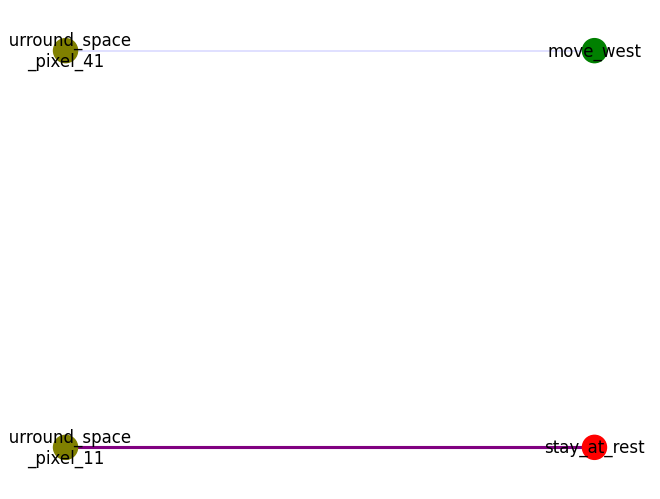 urround_space
_pixel_41
move_west
urround_space
_pixel_11
stay_at_rest